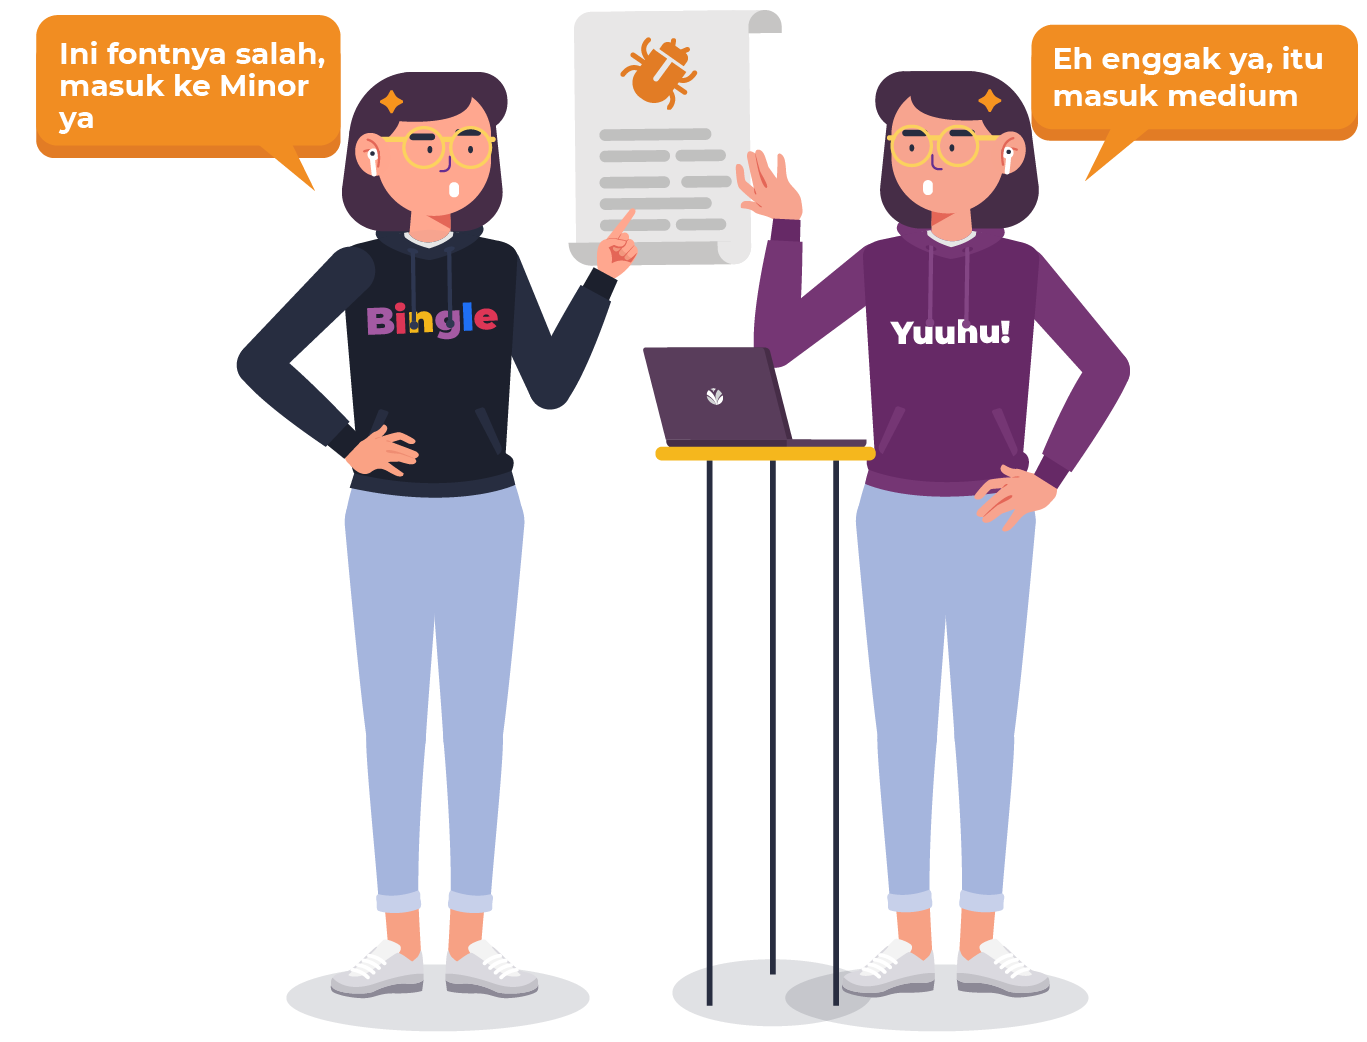 Ini fontnya salah,
masuk ke Minor
ya
Eh enggak ya, itu
masuk medium
Bingle
Yuuhu!